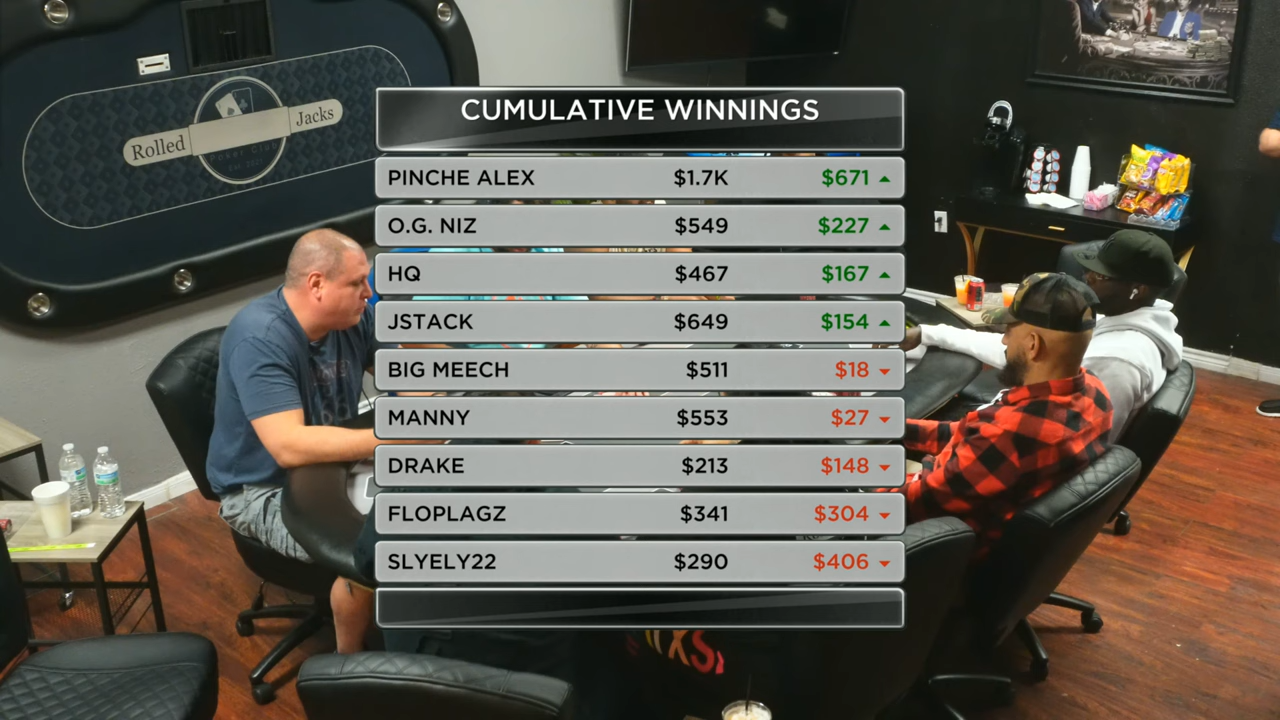 Rolled
Jacks
CUMULATIVE WINNINGS
PINCHE ALEX $1.7K $671
O.G. NIZ $549 $227
HQ $467 $167
JSTACK $649 $154
BIG MEECH $511 $18
MANNY $553 $27
DRAKE $213 $148
FLOPLAGZ $341 $304
SLYELY22 $290 $406